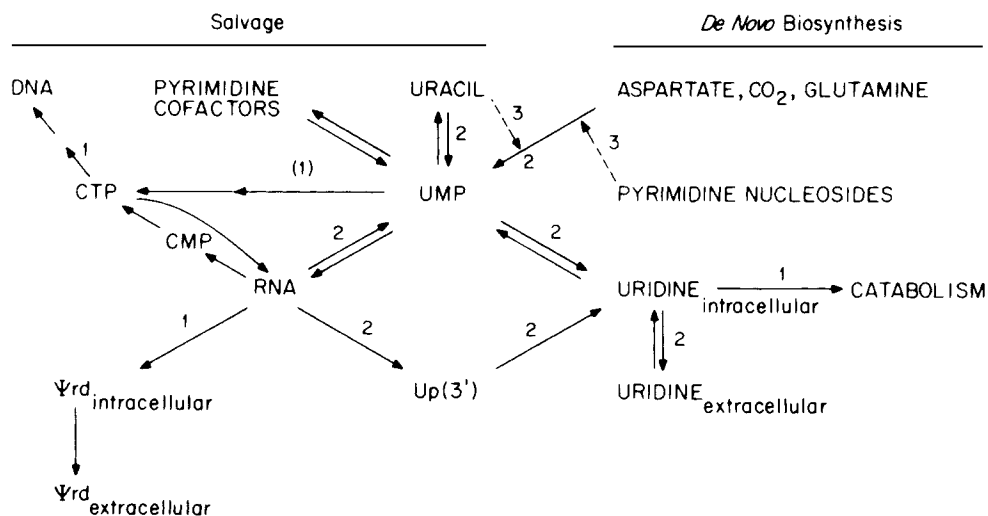 Salvage
De Novo Biosynthesis
DNA
PYRIMIDINE
COFACTORS
URACIL
ASPARTATE, CO2, GLUTAMINE
3
2
3
1
2
(1)
CTP
UMP
PYRIMIDINE NUCLEOSIDES
CMP
2
2
RNA
URIDINE intracellular
1
CATABOLISM
1
2
2
2
Ψrd intracellular
Up(3')
URIDINE extracellular
Ψrd extracellular